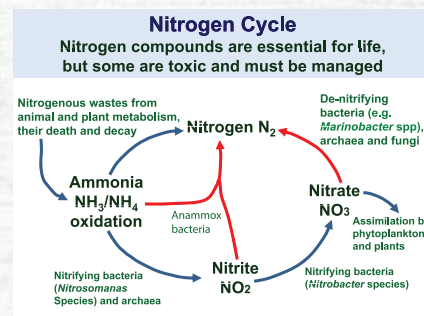 Nitrogen Cycle
Nitrogen compounds are essential for life,
but some are toxic and must be managed
Nitrogenous wastes from
animal and plant metabolism,
their death and decay
Nitrogen N₂
De-nitrifying
bacteria (e.g.
Marinobacter spp),
archaea and fungi
Ammonia
NH₃/NH₄
oxidation
Anammox
bacteria
Nitrate
NO₃
Assimilation b
phytoplankton
and plants
Nitrifying bacteria
(Nitrosomanas
Species) and archaea
Nitrite
NO₂
Nitrifying bacteria
(Nitrobacter species)